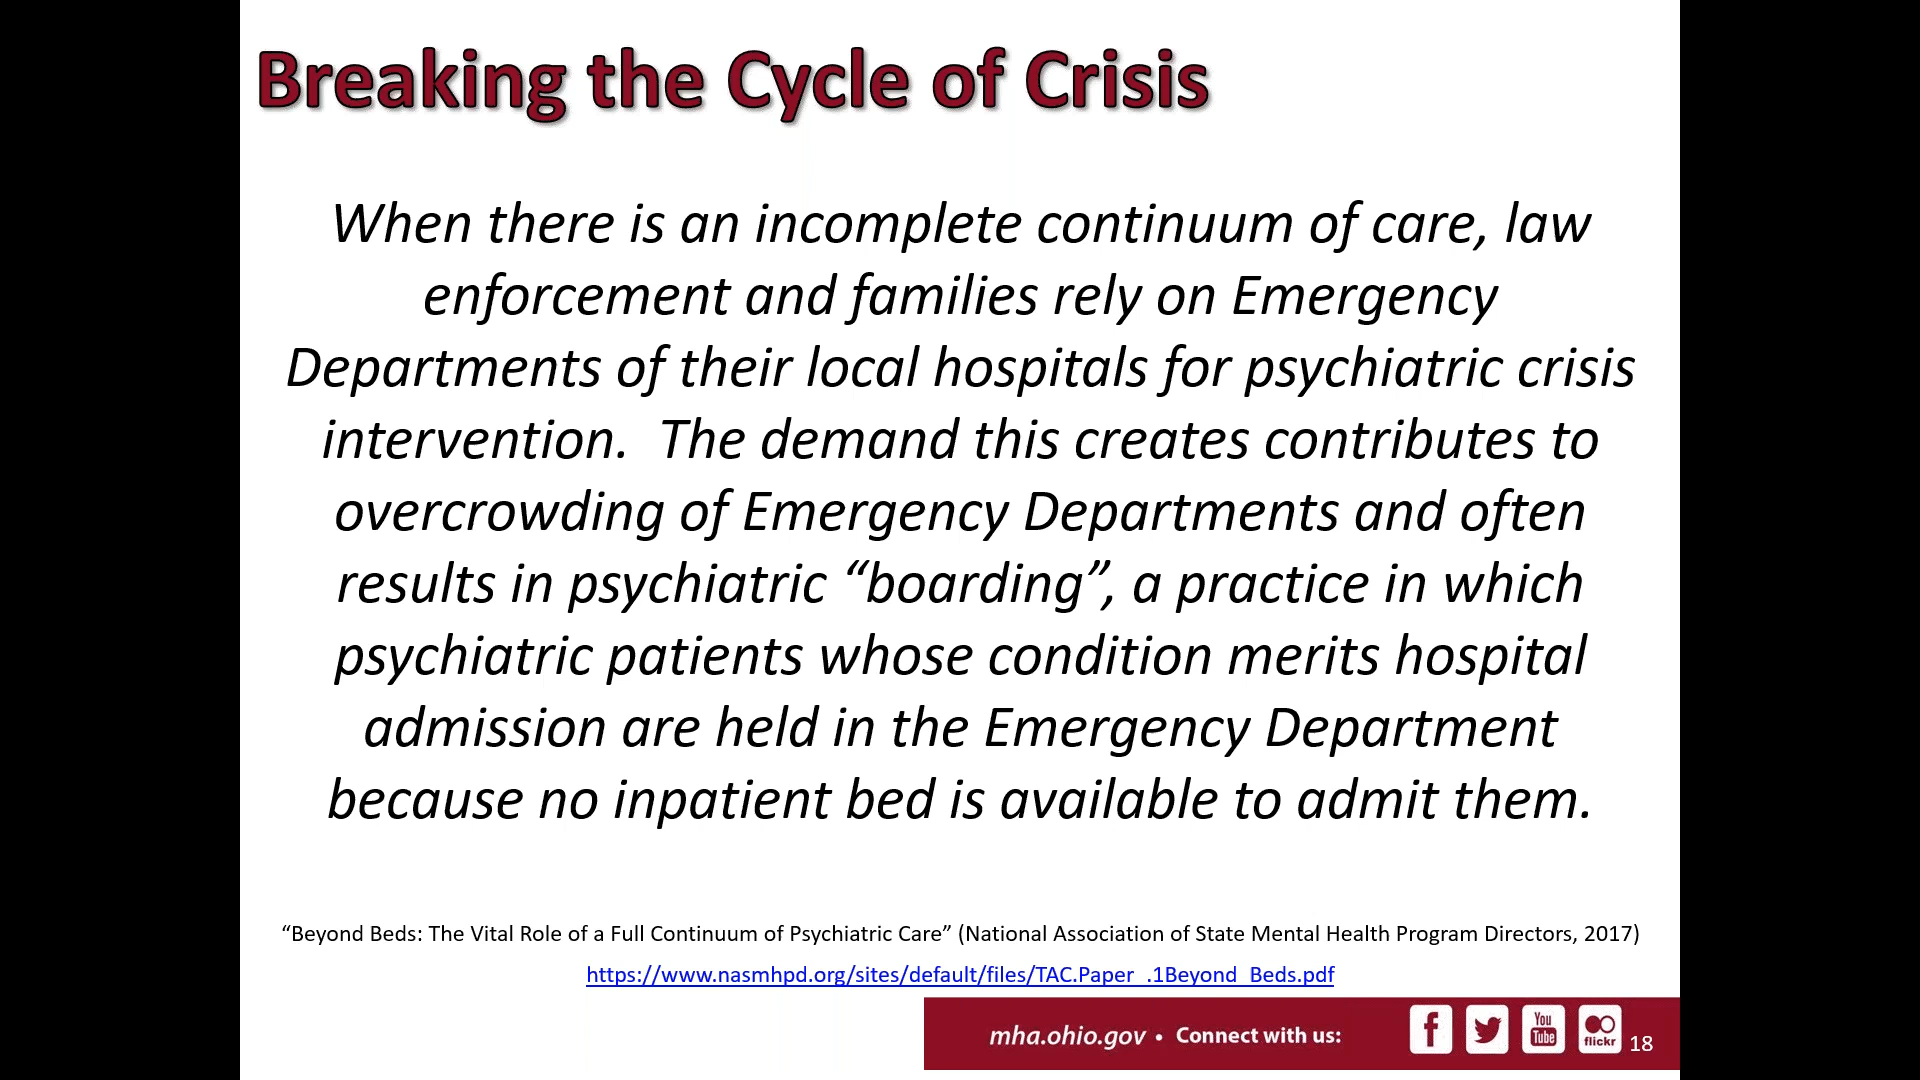 Breaking the Cycle of Crisis
When there is an incomplete continuum of care, law
enforcement and families rely on Emergency
Departments of their local hospitals for psychiatric crisis
intervention.  The demand this creates contributes to
overcrowding of Emergency Departments and often
results in psychiatric “boarding”, a practice in which
psychiatric patients whose condition merits hospital
admission are held in the Emergency Department
because no inpatient bed is available to admit them.
“Beyond Beds: The Vital Role of a Full Continuum of Psychiatric Care” (National Association of State Mental Health Program Directors, 2017)
https://www.nasmhpd.org/sites/default/files/TAC.Paper_.1Beyond_Beds.pdf
mha.ohio.gov • Connect with us: f You Tube flickr 18